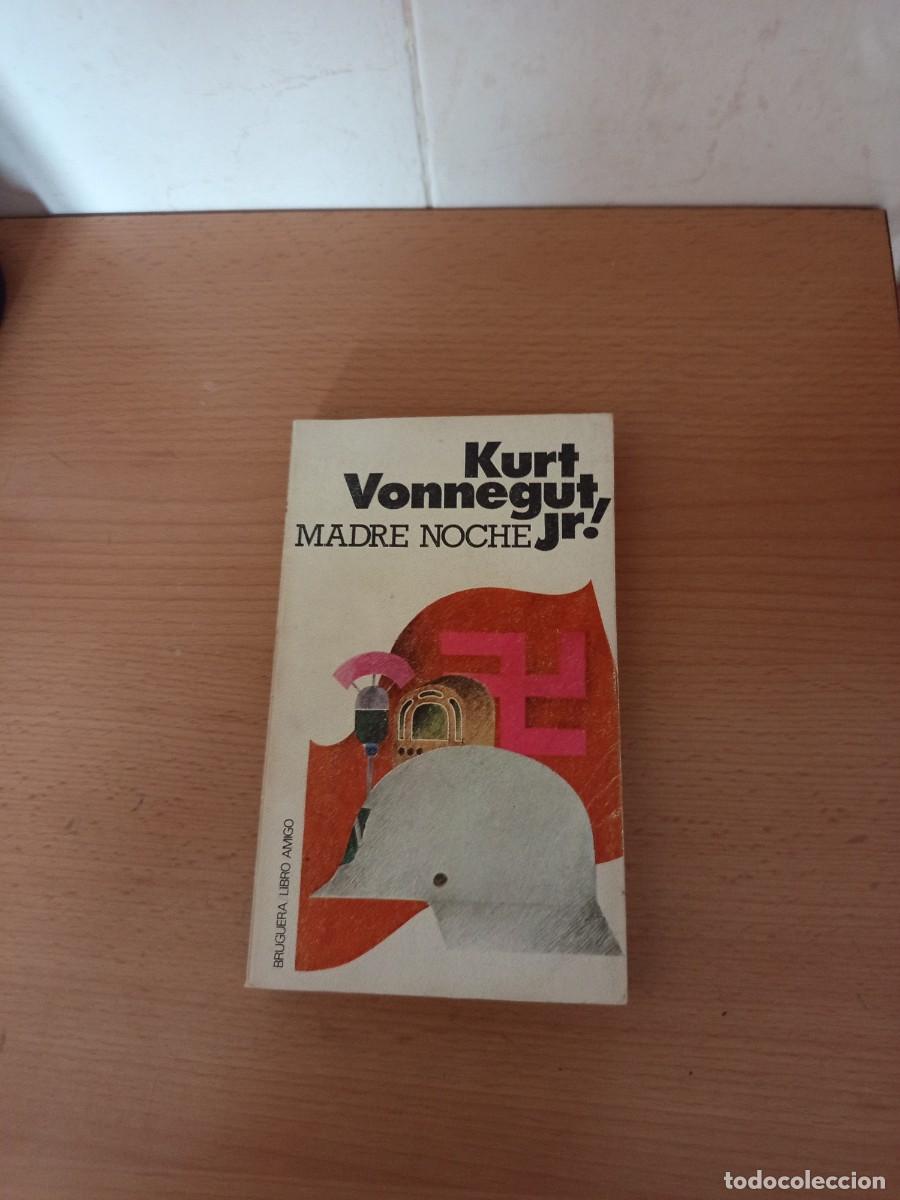 Kurt
Vonnegut,
jr!
MADRE NOCHE
BRUGUERA / LIBRO AMIGO
todocoleccion